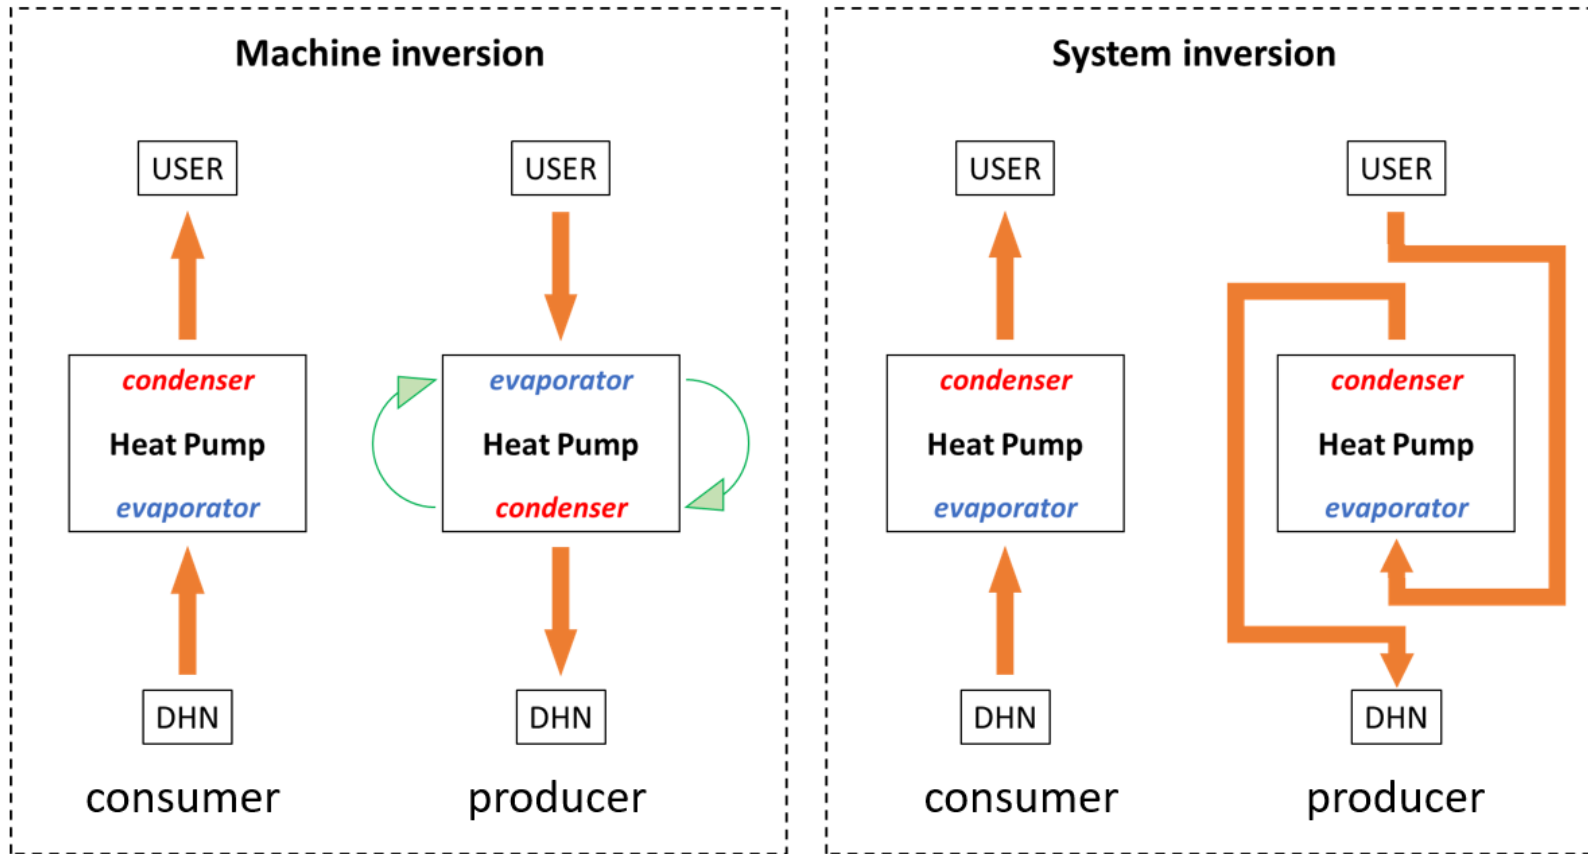 Machine inversion
USER
USER
condenser
Heat Pump
evaporator
evaporator
Heat Pump
condenser
DHN
DHN
consumer
producer
System inversion
USER
USER
condenser
Heat Pump
evaporator
condenser
Heat Pump
evaporator
DHN
DHN
consumer
producer